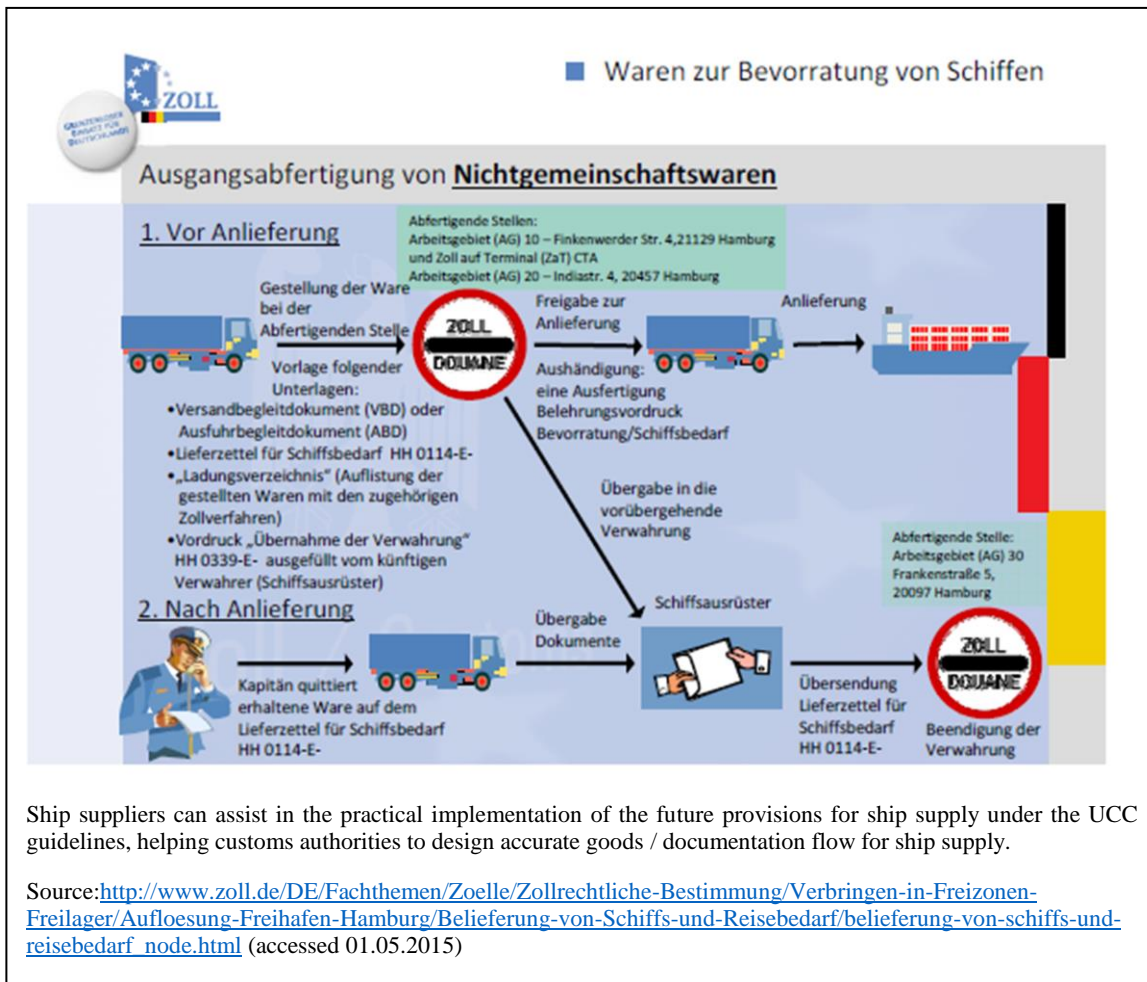 Waren zur Bevorratung von Schiffen
ZOLL
GRENZENLOSER
EINSATZ FÜR
DEUTSCHLAND
Ausgangsabfertigung von Nichtgemeinschaftswaren
1. Vor Anlieferung
Abfertigende Stellen:
Arbeitsgebiet (AG) 10 – Finkenwerder Str. 4,21129 Hamburg
und Zoll auf Terminal (ZaT) CTA
Arbeitsgebiet (AG) 20 – Indiastr. 4, 20457 Hamburg
Gestellung der Ware
bei der
Abfertigenden Stelle
ZOLL
DOUANE
Freigabe zur
Anlieferung
Anlieferung
Vorlage folgender
Unterlagen:
•Versandbegleitdokument (VBD) oder
Ausfuhrbegleitdokument (ABD)
•Lieferzettel für Schiffsbedarf HH 0114-E-
•„Ladungsverzeichnis“ (Auflistung der
gestellten Waren mit den zugehörigen
Zollverfahren)
•Vordruck „Übernahme der Verwahrung“
HH 0339-E- ausgefüllt vom künftigen
Verwahrer (Schiffsausrüster)
Aushändigung:
eine Ausfertigung
Belehrungsvordruck
Bevorratung/Schiffsbedarf
Übergabe in die
vorübergehende
Verwahrung
Abfertigende Stelle:
Arbeitsgebiet (AG) 30
Frankenstraße 5,
20097 Hamburg
2. Nach Anlieferung
Kapitän quittiert
erhaltene Ware auf dem
Lieferzettel für Schiffsbedarf
HH 0114-E-
Übergabe
Dokumente
Schiffsausrüster
Übersendung
Lieferzettel für
Schiffsbedarf
HH 0114-E-
ZOLL
DOUANE
Beendigung der
Verwahrung
Ship suppliers can assist in the practical implementation of the future provisions for ship supply under the UCC
guidelines, helping customs authorities to design accurate goods / documentation flow for ship supply.
Source:http://www.zoll.de/DE/Fachthemen/Zoelle/Zollrechtliche-Bestimmung/Verbringen-in-Freizonen-
Freilager/Aufloesung-Freihafen-Hamburg/Belieferung-von-Schiffs-und-Reisebedarf/belieferung-von-schiffs-und-
reisebedarf_node.html (accessed 01.05.2015)